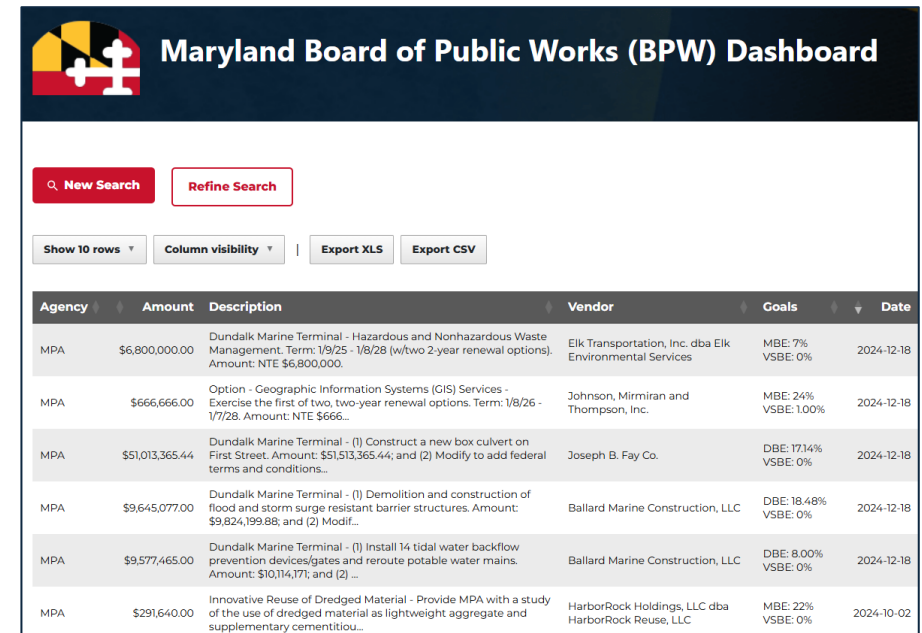 Maryland Board of Public Works (BPW) Dashboard
New Search
Refine Search
Show 10 rows ▼
Column visibility ▼
|
Export XLS
Export CSV
Agency Amount Description Vendor Goals Date
MPA
$6,800,000.00
Dundalk Marine Terminal - Hazardous and Nonhazardous Waste
Management. Term: 1/9/25 - 1/8/28 (w/two 2-year renewal options).
Amount: NTE $6,800,000.
Elk Transportation, Inc. dba Elk
Environmental Services
MBE: 7%
VSBE: 0%
2024-12-18
MPA
$666,666.00
Option - Geographic Information Systems (GIS) Services -
Exercise the first of two, two-year renewal options. Term: 1/8/26 -
1/7/28. Amount: NTE $666...
Johnson, Mirmiran and
Thompson, Inc.
MBE: 24%
VSBE: 1.00%
2024-12-18
MPA
$51,013,365.44
Dundalk Marine Terminal - (1) Construct a new box culvert on
First Street. Amount: $51,513,365.44; and (2) Modify to add federal
terms and conditions...
Joseph B. Fay Co.
DBE: 17.14%
VSBE: 0%
2024-12-18
MPA
$9,645,077.00
Dundalk Marine Terminal - (1) Demolition and construction of
flood and storm surge resistant barrier structures. Amount:
$9,824,199.88; and (2) Modif...
Ballard Marine Construction, LLC
DBE: 18.48%
VSBE: 0%
2024-12-18
MPA
$9,577,465.00
Dundalk Marine Terminal - (1) Install 14 tidal water backflow
prevention devices/gates and reroute potable water mains.
Amount: $10,114,171; and (2) ...
Ballard Marine Construction, LLC
DBE: 8.00%
VSBE: 0%
2024-12-18
MPA
$291,640.00
Innovative Reuse of Dredged Material - Provide MPA with a study
of the use of dredged material as lightweight aggregate and
supplementary cementitiou...
HarborRock Holdings, LLC dba
HarborRock Reuse, LLC
MBE: 22%
VSBE: 0%
2024-10-02